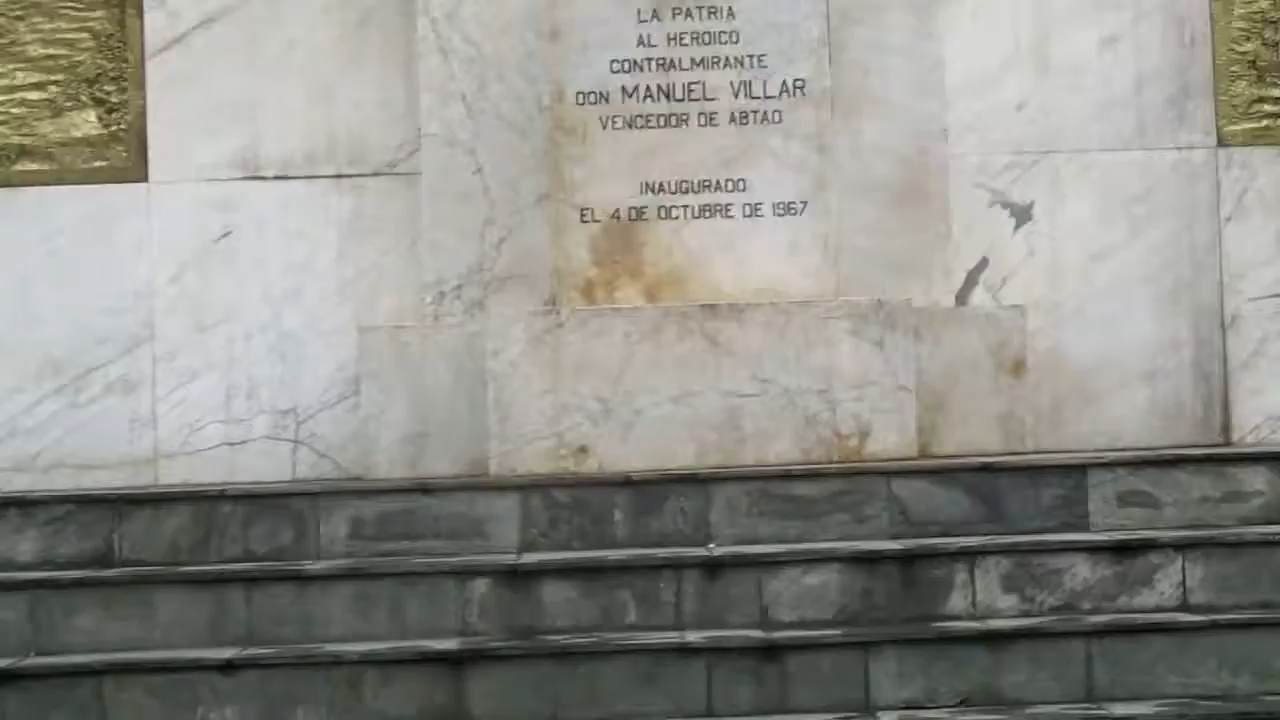 LA PATRIA
AL HEROICO
CONTRALMIRANTE
DON MANUEL VILLAR
VENCEDOR DE ABTAO
INAUGURADO
EL 4 DE OCTUBRE DE 1967